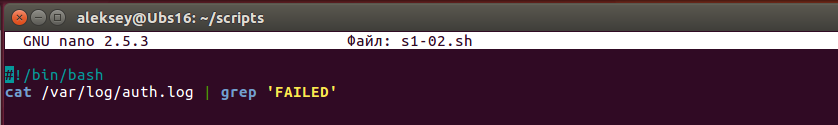 aleksey@Ubs16: ~/scripts
GNU nano 2.5.3 Файл: s1-02.sh
#!/bin/bash
cat /var/log/auth.log | grep 'FAILED'